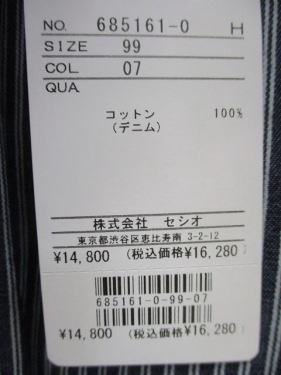 NO. 685161-0 H
SIZE 99
COL 07
QUA
コットン 100%
(デニム)
株式会社 セシオ
東京都渋谷区恵比寿南 3-2-12
¥14,800 (税込価格¥16,280)
685161-0-99-07
¥14,800 (税込価格¥16,280)